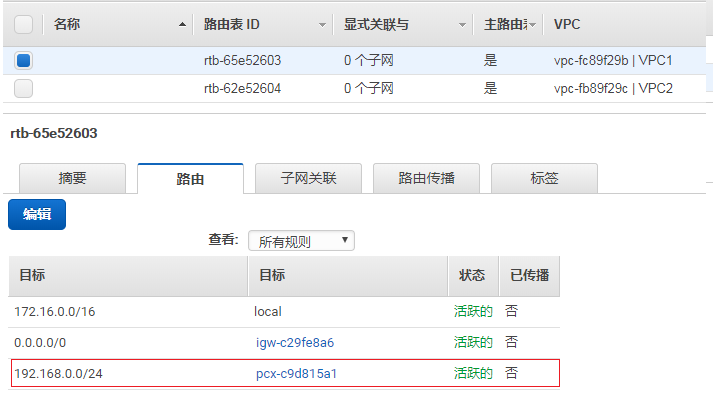 名称 路由表 ID 显式关联与 主路由表 VPC
rtb-65e52603 0 个子网 是 vpc-fc89f29b | VPC1
rtb-62e52604 0 个子网 是 vpc-fb89f29c | VPC2
rtb-65e52603
摘要 路由 子网关联 路由传播 标签
编辑
查看: 所有规则
目标 目标 状态 已传播
172.16.0.0/16 local 活跃的 否
0.0.0.0/0 igw-c29fe8a6 活跃的 否
192.168.0.0/24 pcx-c9d815a1 活跃的 否